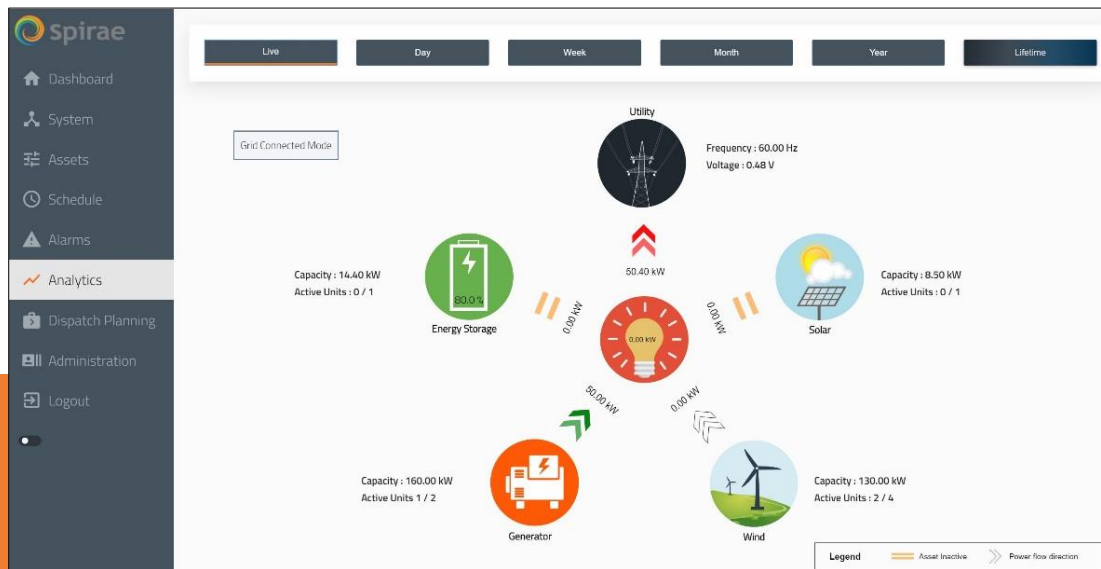 spirae
Dashboard
System
Assets
Schedule
Alarms
Analytics
Dispatch Planning
Administration
Logout
Live Day Week Month Year Lifetime
Grid Connected Mode
Utility
Frequency : 60.00 Hz
Voltage : 0.48 V
50.40 kW
Capacity : 14.40 kW
Active Units : 0 / 1
80.0 %
Energy Storage
0.00 kW
0.00 kW
Capacity : 8.50 kW
Active Units : 0 / 1
Solar
0.00 kW
50.00 kW
0.00 kW
Capacity : 160.00 kW
Active Units 1 / 2
Generator
Capacity : 130.00 kW
Active Units : 2 / 4
Wind
Legend Asset Inactive Power flow direction